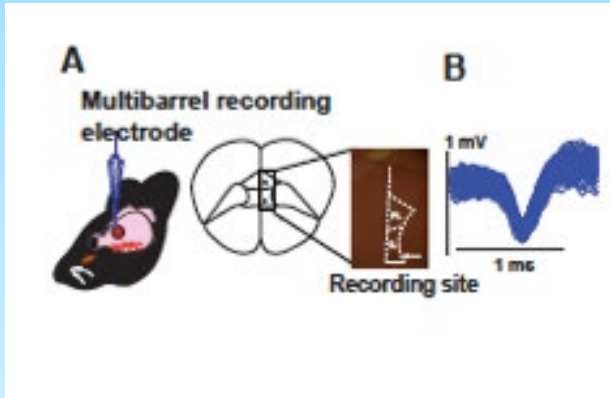 A
B
Multibarrel recording
electrode
1 mV
1 ms
Recording site